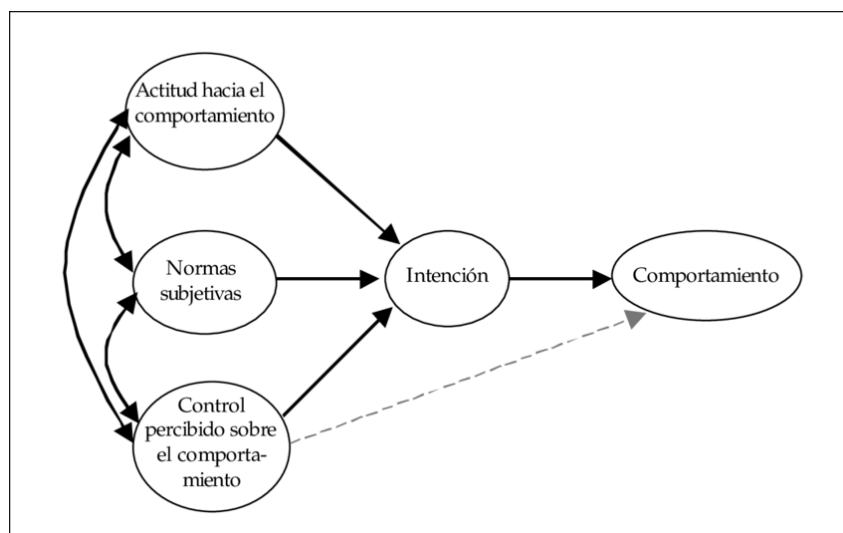 Actitud hacia el
comportamiento
Normas
subjetivas
Intención
Comportamiento
Control
percibido sobre
el comporta-
miento